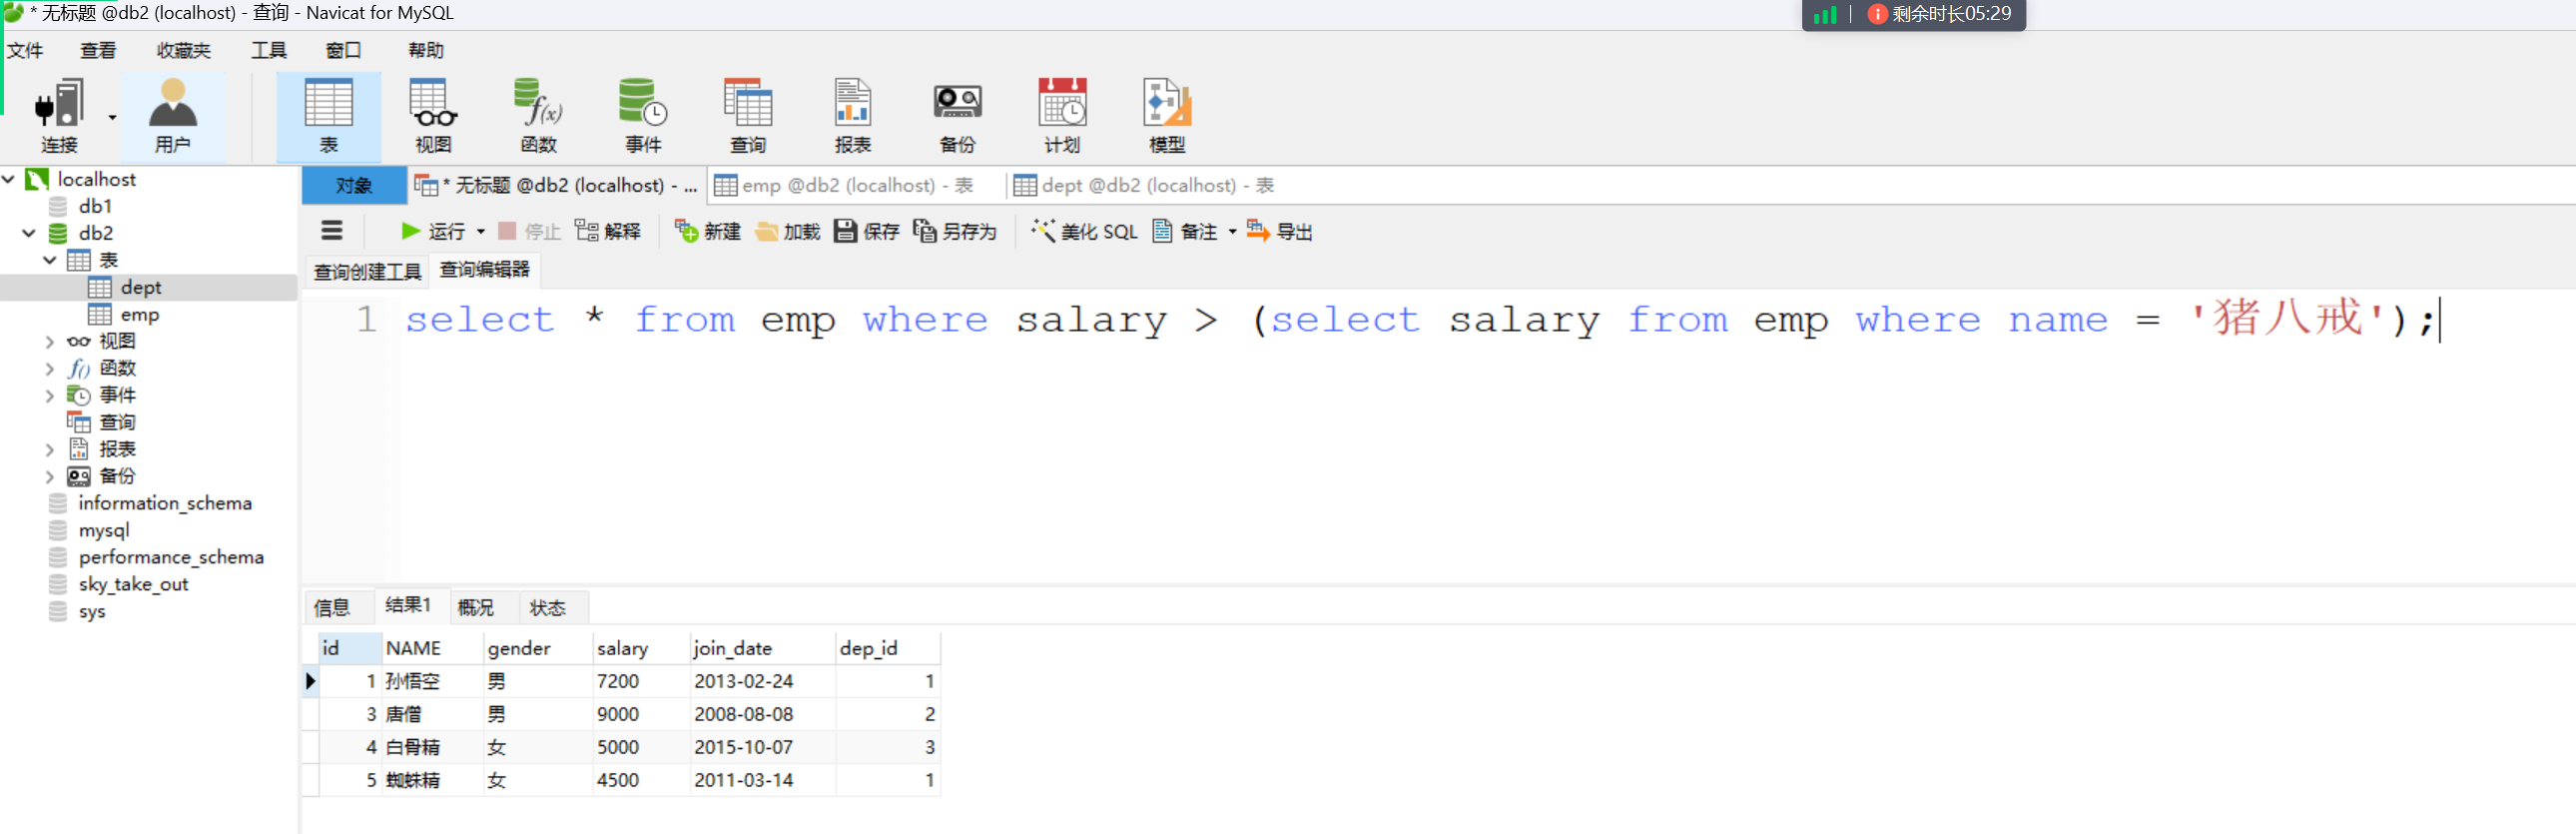 * 无标题 @db2 (localhost) - 查询 - Navicat for MySQL
剩余时长05:29
文件 查看 收藏夹 工具 窗口 帮助
连接 用户 表 视图 函数 事件 查询 报表 备份 计划 模型
localhost
db1
db2
表
dept
emp
视图
函数
事件
查询
报表
备份
information_schema
mysql
performance_schema
sky_take_out
sys
对象 * 无标题 @db2 (localhost) - ... emp @db2 (localhost) - 表 dept @db2 (localhost) - 表
运行 停止 解释 新建 加载 保存 另存为 美化 SQL 备注 导出
查询创建工具 查询编辑器
1 select * from emp where salary > (select salary from emp where name = '猪八戒');
信息 结果1 概况 状态
id NAME gender salary join_date dep_id
1 孙悟空 男 7200 2013-02-24 1
3 唐僧 男 9000 2008-08-08 2
4 白骨精 女 5000 2015-10-07 3
5 蜘蛛精 女 4500 2011-03-14 1